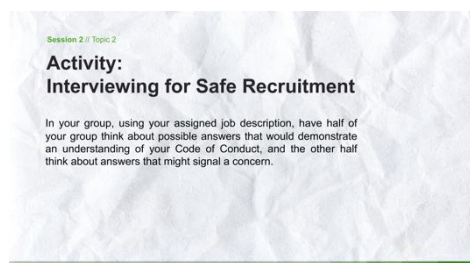 Session 2 // Topic 2
Activity:
Interviewing for Safe Recruitment
In your group, using your assigned job description, have half of
your group think about possible answers that would demonstrate
an understanding of your Code of Conduct, and the other half
think about answers that might signal a concern.